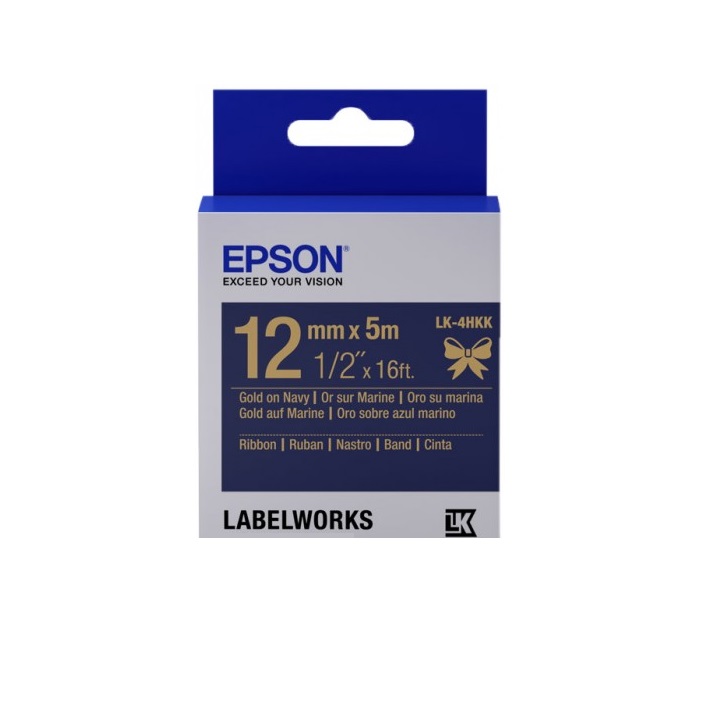 EPSON®
EXCEED YOUR VISION
12 mm x 5m
1/2" x 16ft.
LK-4HKK
Gold on Navy | Or sur Marine | Oro su marina
Gold auf Marine | Oro sobre azul marino
Ribbon | Ruban | Nastro | Band | Cinta
LABELWORKS
LK